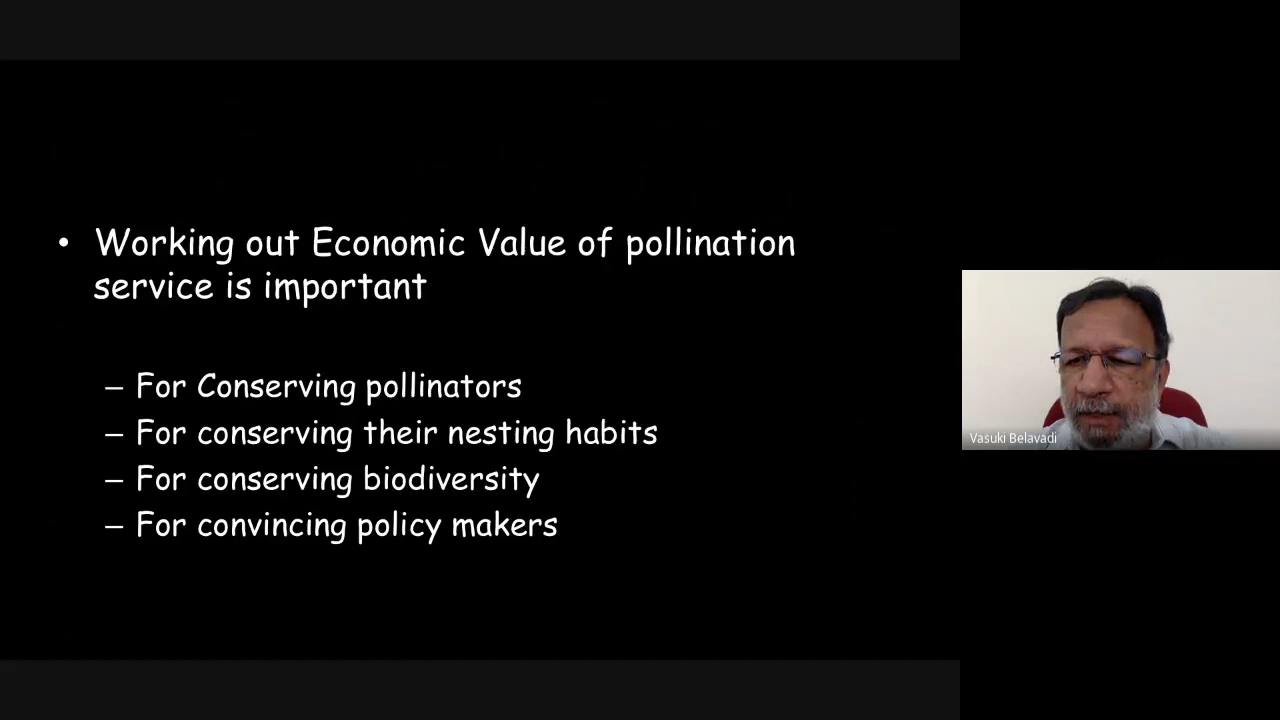 • Working out Economic Value of pollination
service is important
– For Conserving pollinators
– For conserving their nesting habits
– For conserving biodiversity
– For convincing policy makers
Vasuki Belavadi